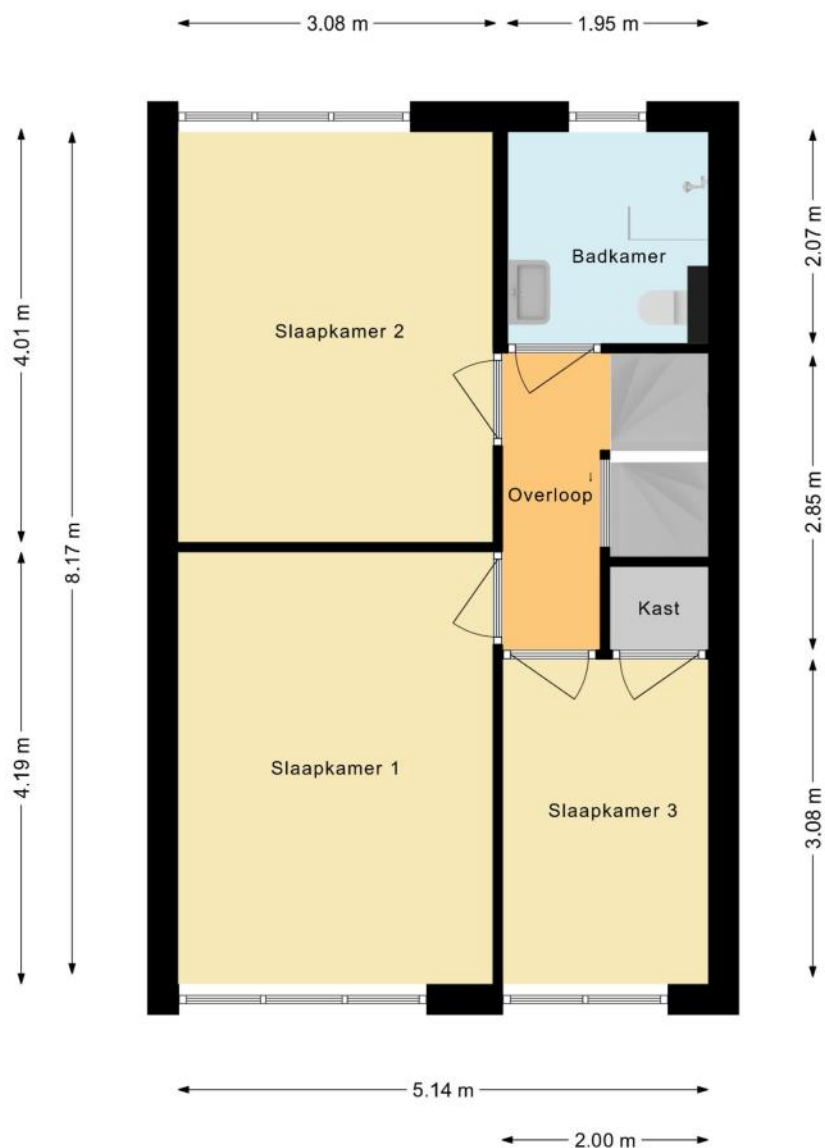 3.08 m
1.95 m
Badkamer
2.07 m
Slaapkamer 2
4.01 m
8.17 m
Overloop
2.85 m
Kast
Slaapkamer 1
4.19 m
Slaapkamer 3
3.08 m
5.14 m
2.00 m